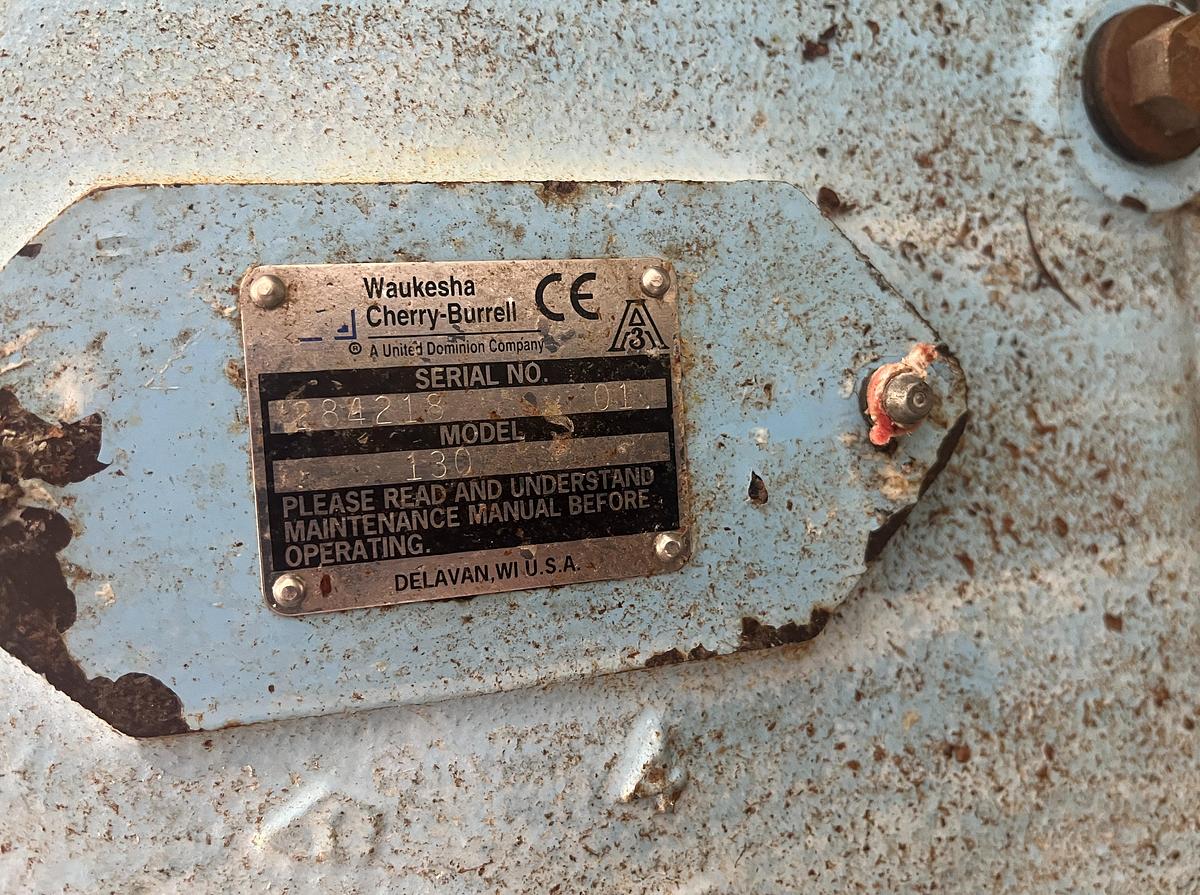 Waukesha
Cherry-Burrell CE
® A United Dominion Company
3A
SERIAL NO.
284218 01
MODEL
130
PLEASE READ AND UNDERSTAND
MAINTENANCE MANUAL BEFORE
OPERATING.
DELAVAN, WI U.S.A.